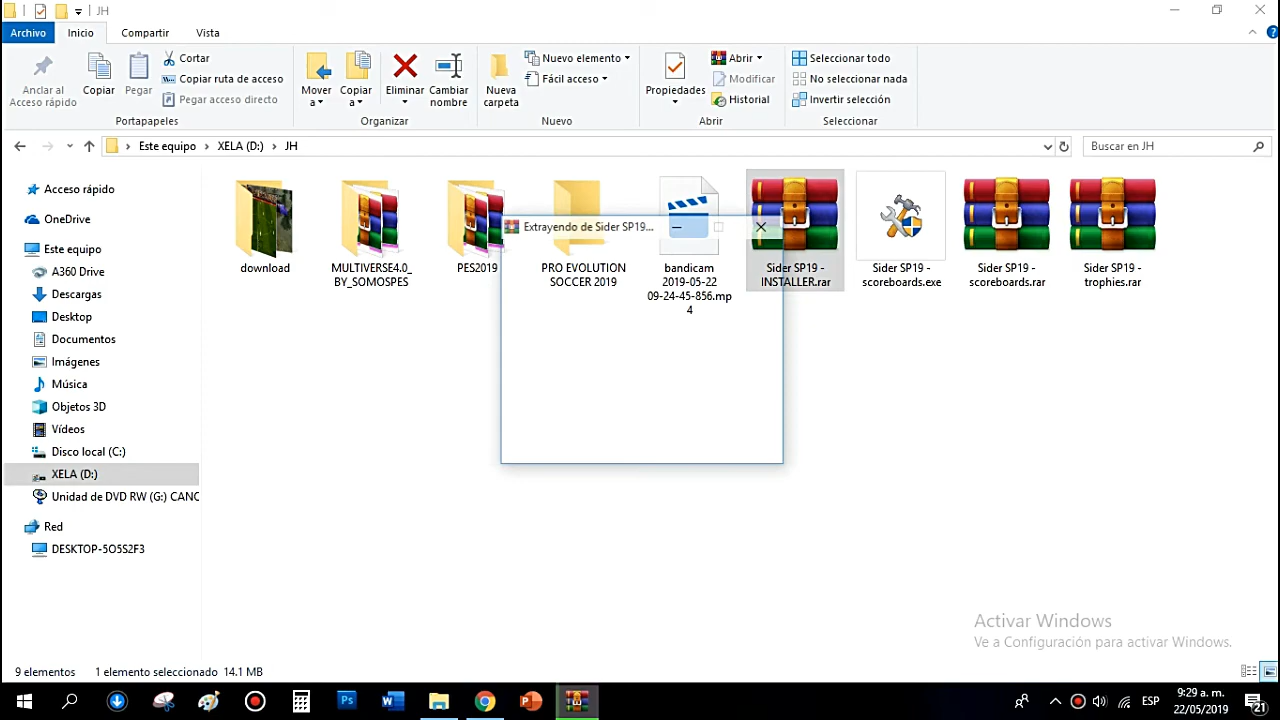 JH
Archivo
Inicio
Compartir
Vista
Anclar al
Acceso rápido
Copiar
Pegar
Cortar
Copiar ruta de acceso
Pegar acceso directo
Portapapeles
Mover
a
Copiar
a
Eliminar
Cambiar
nombre
Organizar
Nueva
carpeta
Nuevo elemento
Fácil acceso
Nuevo
Propiedades
Abrir
Modificar
Historial
Abrir
Seleccionar todo
No seleccionar nada
Invertir selección
Seleccionar
Este equipo
XELA (D:)
JH
Buscar en JH
Acceso rápido
OneDrive
Este equipo
A360 Drive
Descargas
Desktop
Documentos
Imágenes
Música
Objetos 3D
Vídeos
Disco local (C:)
XELA (D:)
Unidad de DVD RW (G:) CANC
Red
DESKTOP-5O5S2F3
download
MULTIVERSE4.0_
BY_SOMOSPES
PES2019
PRO EVOLUTION
SOCCER 2019
bandicam
2019-05-22
09-24-45-856.mp
4
Sider SP19 -
INSTALLER.rar
Sider SP19 -
scoreboards.exe
Sider SP19 -
scoreboards.rar
Sider SP19 -
trophies.rar
Extrayendo de Sider SP19...
Activar Windows
Ve a Configuración para activar Windows.
9 elementos
1 elemento seleccionado 14.1 MB
Ps
ESP
9:29 a. m.
22/05/2019
21